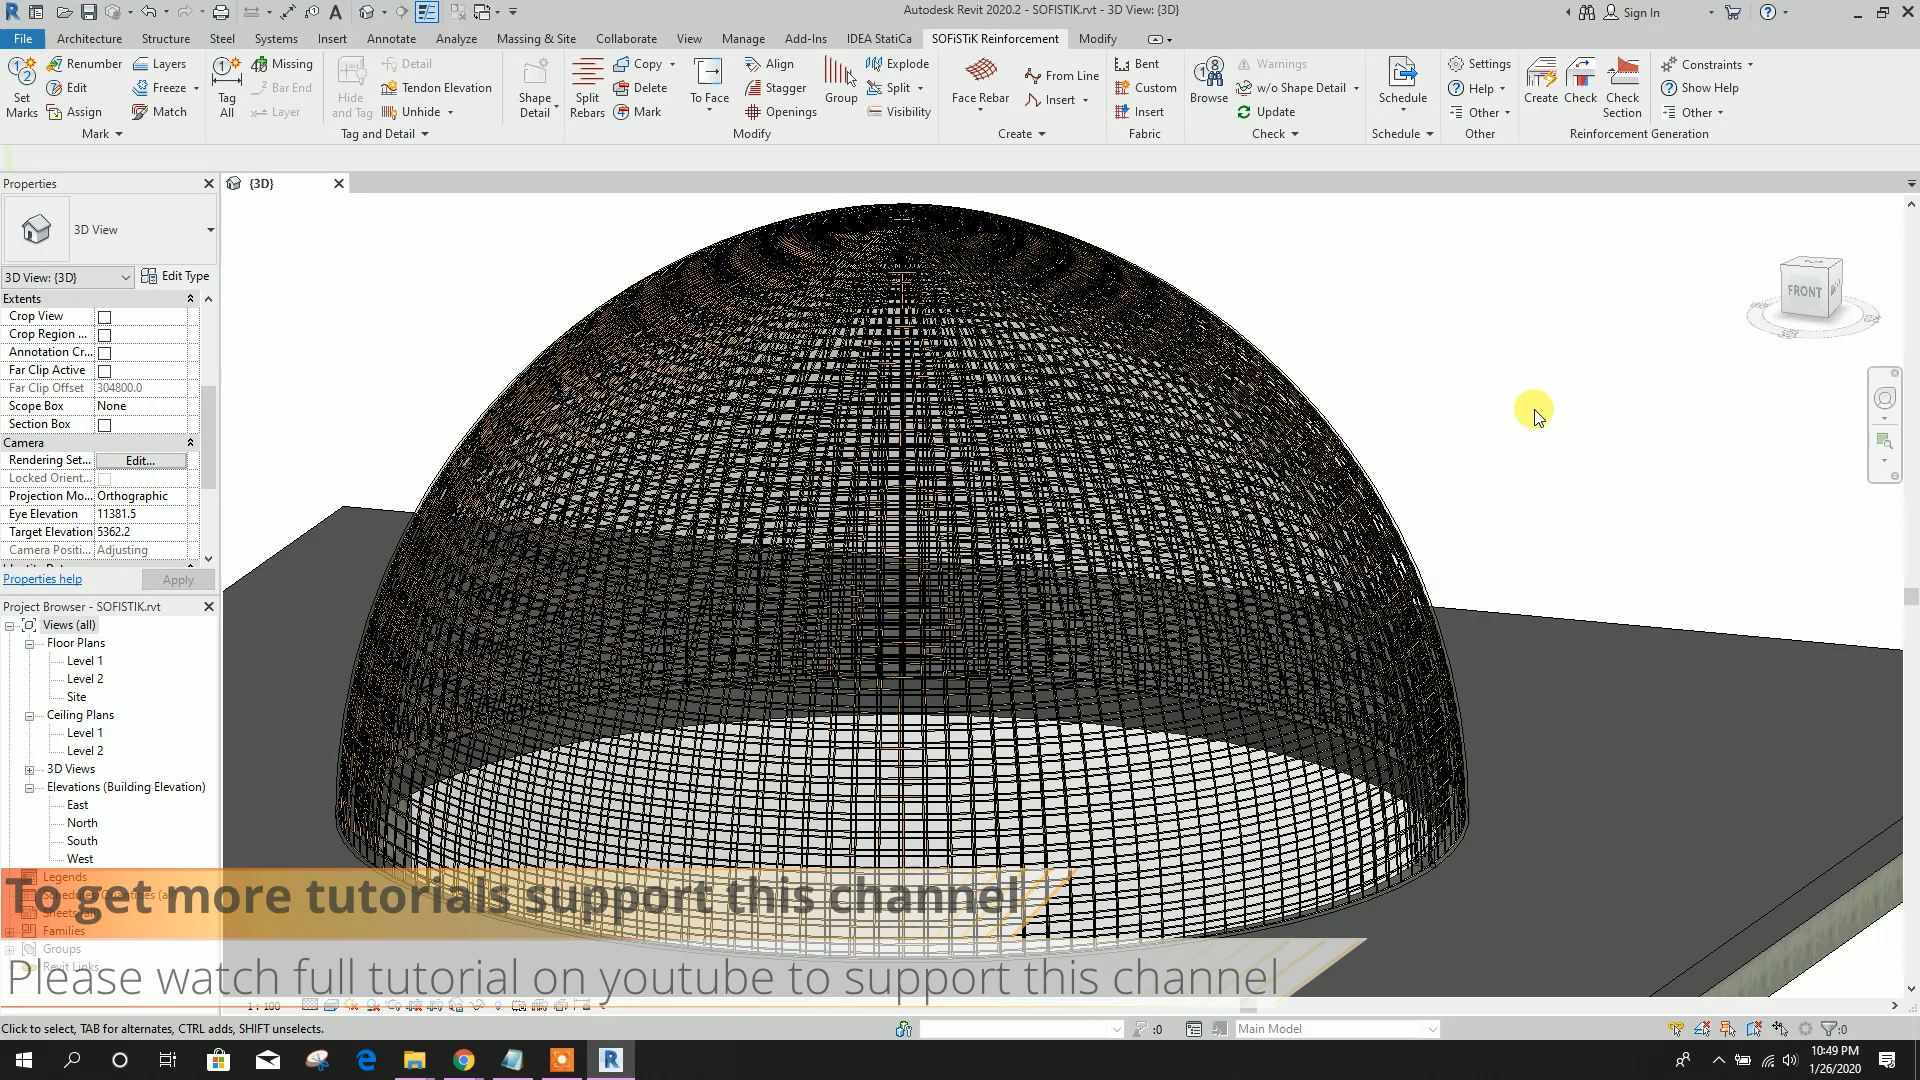 Autodesk Revit 2020.2 - SOFISTIK.rvt - 3D View: {3D}
Sign In
File Architecture Structure Steel Systems Insert Annotate Analyze Massing & Site Collaborate View Manage Add-Ins IDEA StatiCa SOFiSTiK Reinforcement Modify
Renumber Layers Missing Detail Copy Align Explode Bent Warnings Settings Constraints
Edit Freeze Bar End Tendon Elevation Delete Stagger Split From Line Custom w/o Shape Detail Help Show Help
Assign Match Layer Unhide Mark Openings Visibility Insert Insert Update Other Other
Set Marks
Tag All
Hide and Tag
Shape Detail
Split Rebars
To Face
Group
Face Rebar
Browse
Schedule
Create
Check
Check Section
Mark Tag and Detail Modify Create Fabric Check Schedule Other Reinforcement Generation
Properties
{3D}
3D View
3D View: {3D} Edit Type
Extents
Crop View
Crop Region ...
Annotation Cr...
Far Clip Active
Far Clip Offset 304800.0
Scope Box None
Section Box
Camera
Rendering Set... Edit...
Locked Orient...
Projection Mo... Orthographic
Eye Elevation 11381.5
Target Elevation 5362.2
Camera Positi... Adjusting
Properties help Apply
Project Browser - SOFISTIK.rvt
Views (all)
Floor Plans
Level 1
Level 2
Site
Ceiling Plans
Level 1
Level 2
3D Views
Elevations (Building Elevation)
East
North
South
West
Legends
Families
Groups
Revit Links
FRONT
To get more tutorials support this channel
Please watch full tutorial on youtube to support this channel
1 : 100
Click to select, TAB for alternates, CTRL adds, SHIFT unselects.
:0
Main Model
:0
10:49 PM
1/26/2020